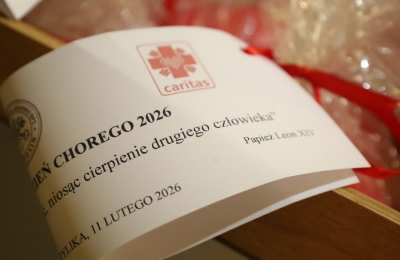 caritas
DZIEŃ CHOREGO 2026
niosąc cierpienie drugiego człowieka"
Papież Leon XIV
11 LUTEGO 2026